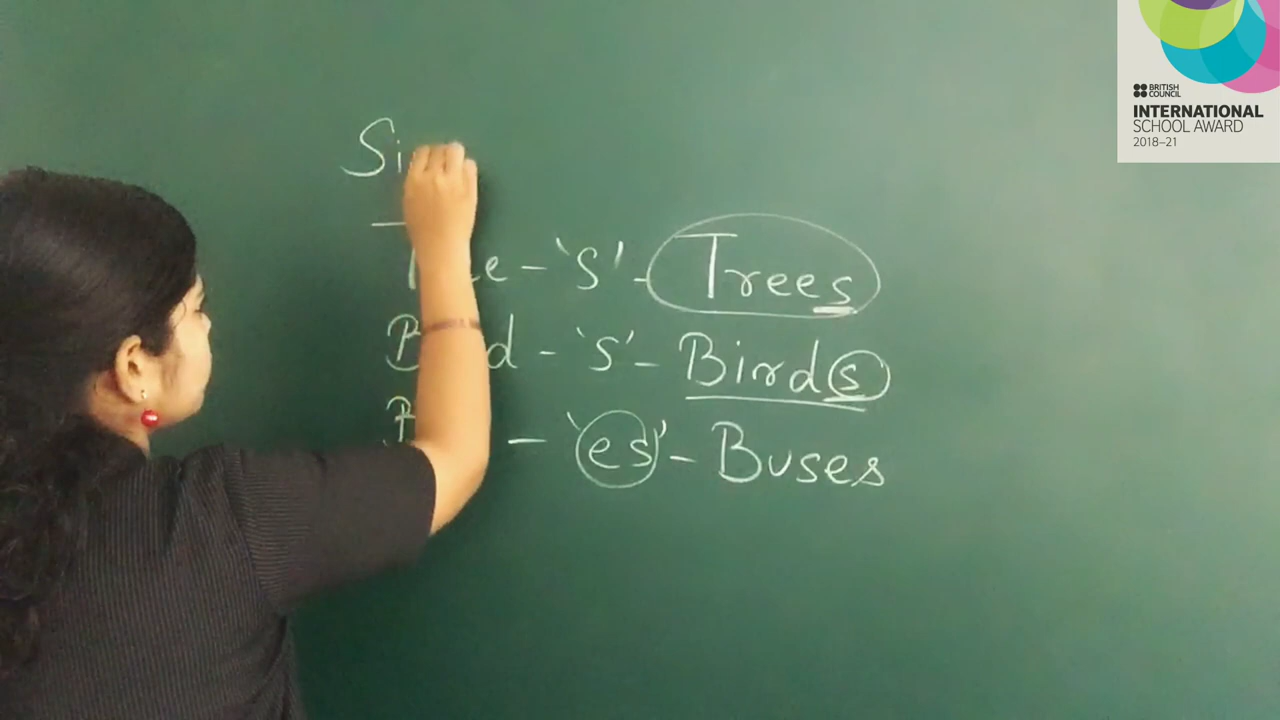 BRITISH COUNCIL
INTERNATIONAL
SCHOOL AWARD
2018–21
Si
- 's' - Trees
- 's' - Birds
- 'es' - Buses